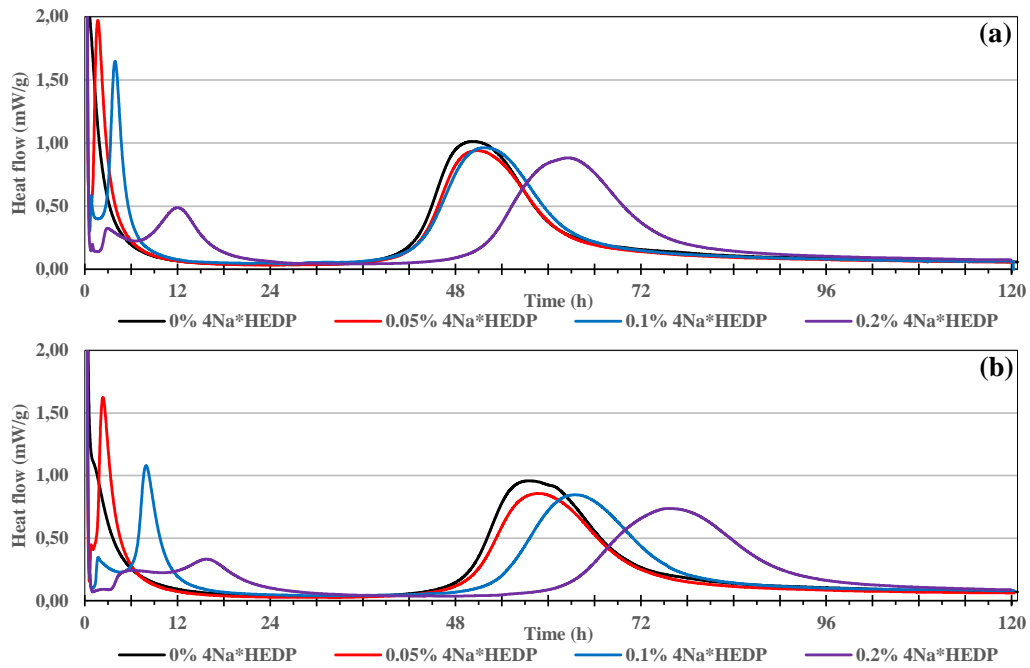 (a)
Heat flow (mW/g)
2,00
1,50
1,00
0,50
0,00
0 12 24 48 72 96 120
Time (h)
0% 4Na*HEDP 0.05% 4Na*HEDP 0.1% 4Na*HEDP 0.2% 4Na*HEDP
(b)
Heat flow (mW/g)
2,00
1,50
1,00
0,50
0,00
0 12 24 48 72 96 120
Time (h)
0% 4Na*HEDP 0.05% 4Na*HEDP 0.1% 4Na*HEDP 0.2% 4Na*HEDP